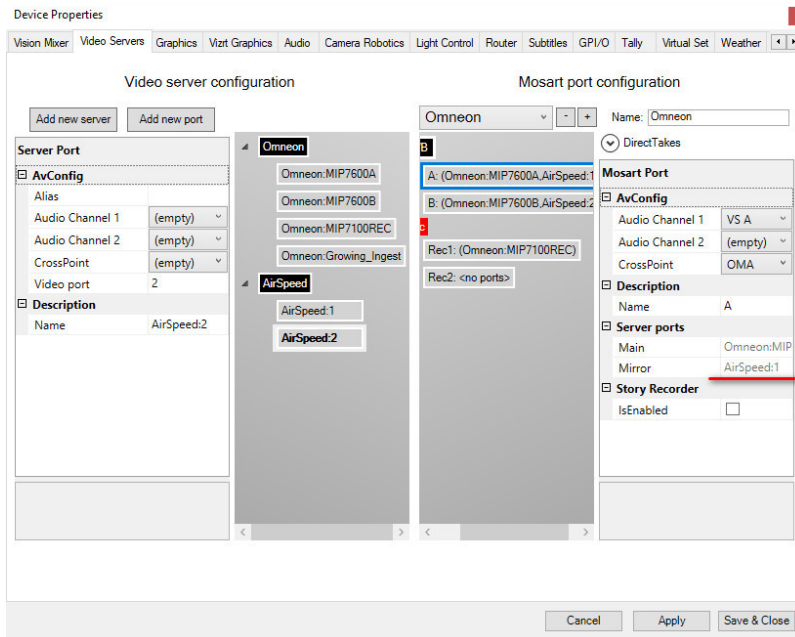 Device Properties
Vision Mixer Video Servers Graphics Vizrt Graphics Audio Camera Robotics Light Control Router Subtitles GPI/O Tally Virtual Set Weather
Video server configuration
Add new server Add new port
Server Port
AvConfig
Alias
Audio Channel 1 (empty)
Audio Channel 2 (empty)
CrossPoint (empty)
Video port 2
Description
Name AirSpeed:2
Omneon
Omneon:MIP7600A
Omneon:MIP7600B
Omneon:MIP7100REC
Omneon:Growing_Ingest
AirSpeed
AirSpeed:1
AirSpeed:2
Mosart port configuration
Omneon - + Name: Omneon
DirectTakes
/B
A: (Omneon:MIP7600A,AirSpeed:1
B: (Omneon:MIP7600B,AirSpeed:2
c
Rec1: (Omneon:MIP7100REC)
Rec2: <no ports>
Mosart Port
AvConfig
Audio Channel 1 VS A
Audio Channel 2 (empty)
CrossPoint OMA
Description
Name A
Server ports
Main Omneon:MIP
Mirror AirSpeed:1
Story Recorder
IsEnabled
Cancel Apply Save & Close